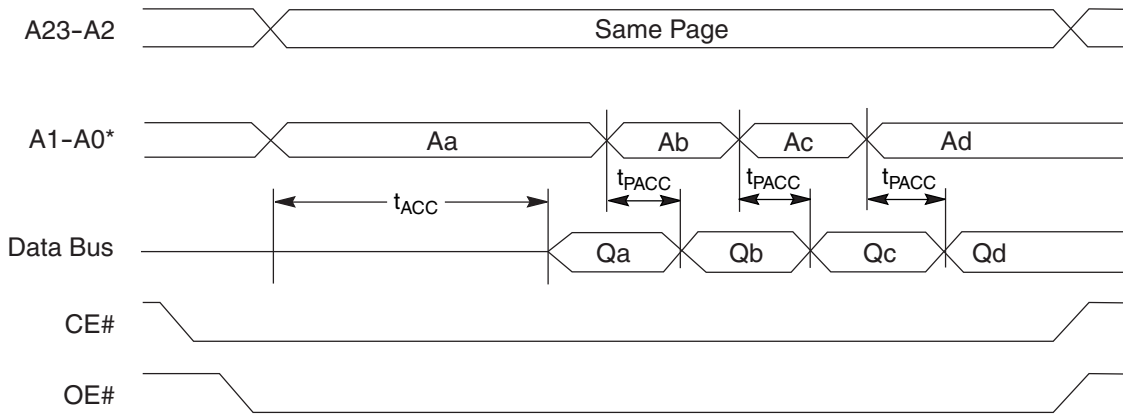 A23–A2
Same Page
A1–A0*
Aa
Ab
Ac
Ad
tACC
tPACC
tPACC
tPACC
Data Bus
Qa
Qb
Qc
Qd
CE#
OE#